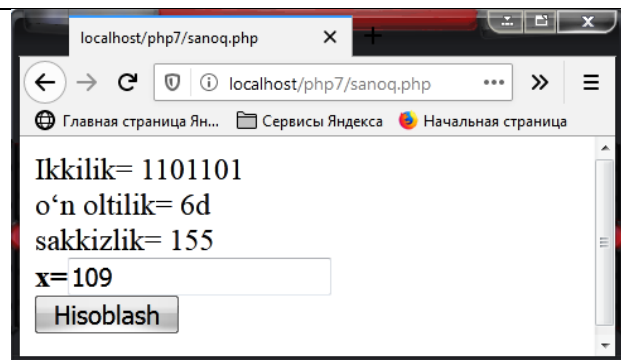 localhost/php7/sanoq.php
localhost/php7/sanoq.php
Главная страница Ян... Сервисы Яндекса Начальная страница
Ikkilik= 1101101
o‘n oltilik= 6d
sakkizlik= 155
x= 109
Hisoblash